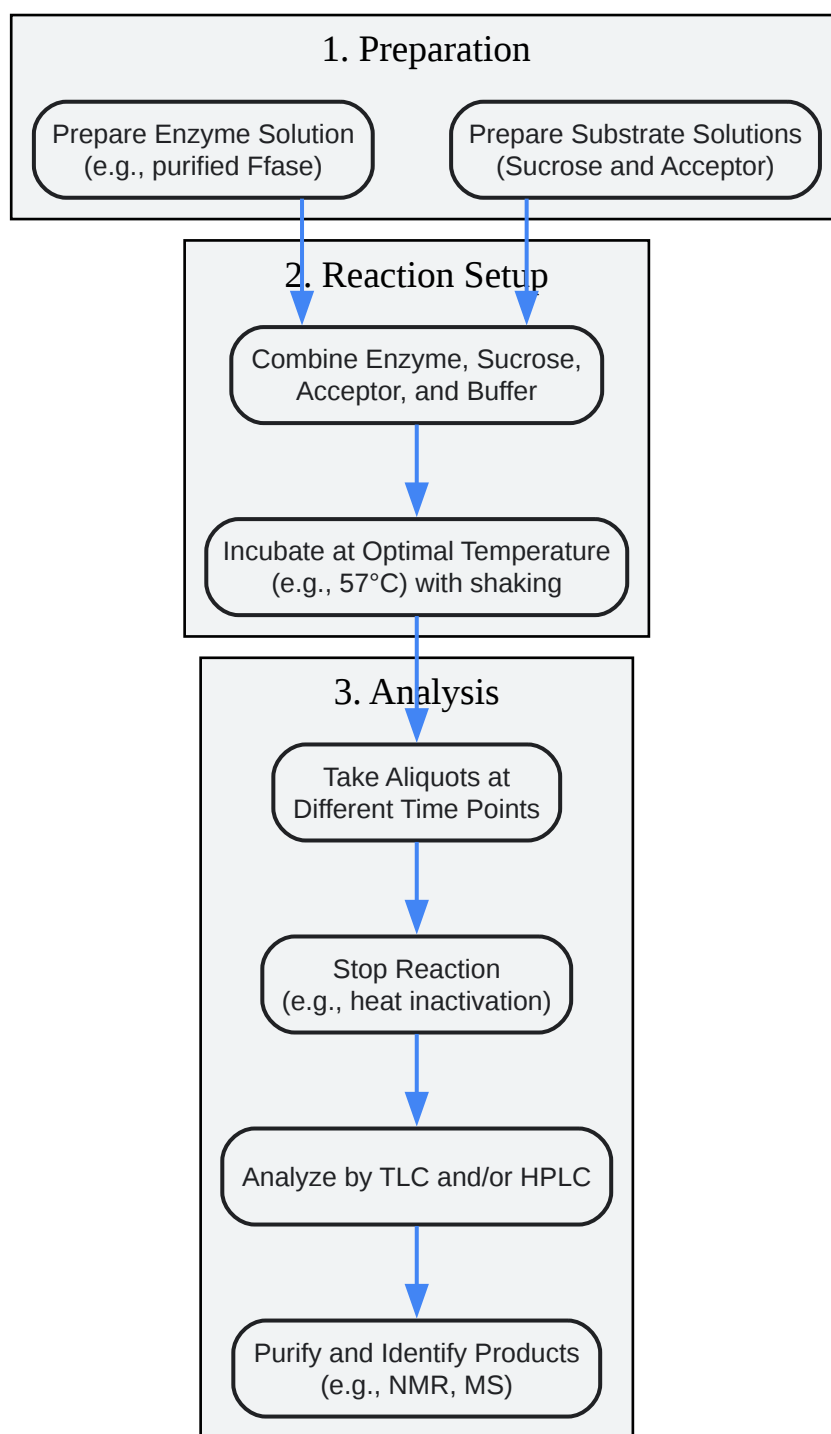 1. Preparation
Prepare Enzyme Solution
(e.g., purified Ffase)
Prepare Substrate Solutions
(Sucrose and Acceptor)
2. Reaction Setup
Combine Enzyme, Sucrose,
Acceptor, and Buffer
Incubate at Optimal Temperature
(e.g., 57°C) with shaking
3. Analysis
Take Aliquots at
Different Time Points
Stop Reaction
(e.g., heat inactivation)
Analyze by TLC and/or HPLC
Purify and Identify Products
(e.g., NMR, MS)